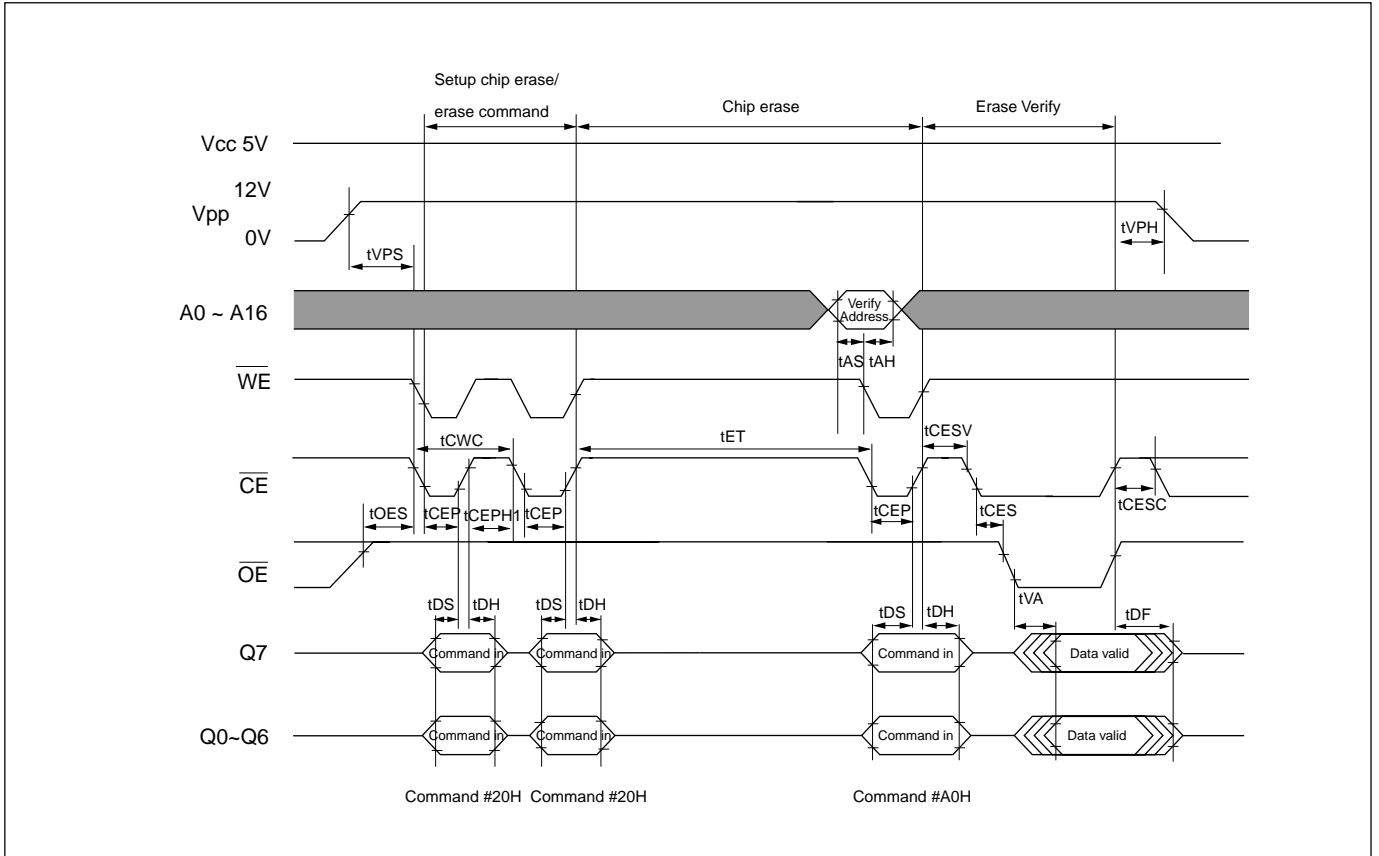 Setup chip erase/
erase command
Chip erase
Erase Verify
Vcc 5V
12V
Vpp
0V
tVPS
tVPH
A0 ~ A16
Verify
Address
tAS
tAH
WE
tCWC
tET
tCESV
CE
tOES
tCEP
tCEPH1
tCEP
tCEP
tCES
tCESC
OE
tVA
tDS
tDH
tDS
tDH
tDS
tDH
tDF
Q7
Command in
Command in
Command in
Data valid
Q0~Q6
Command in
Command in
Command in
Data valid
Command #20H
Command #20H
Command #A0H